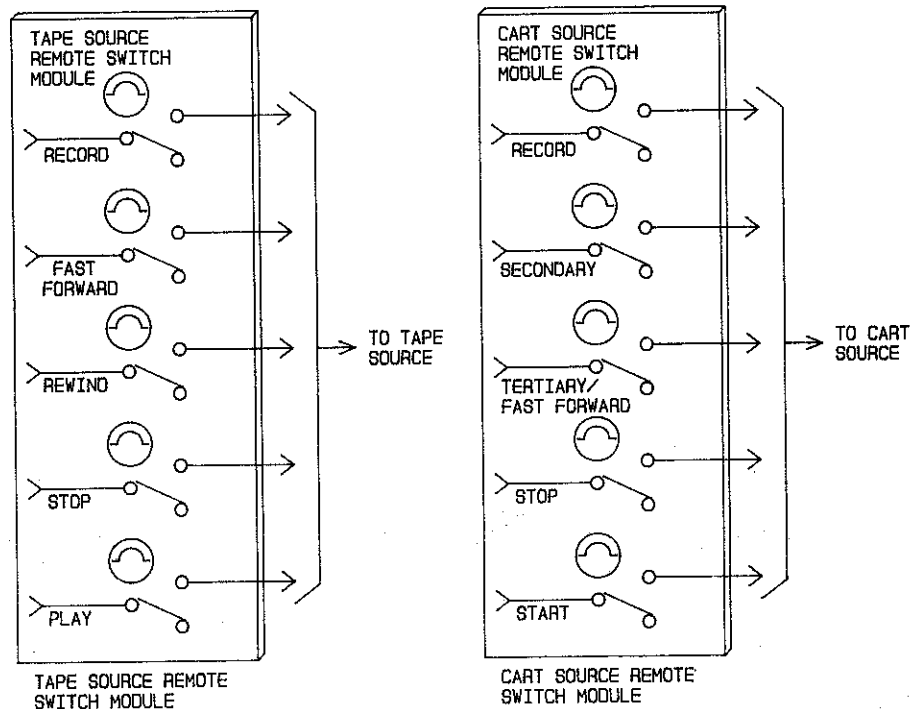 TAPE SOURCE
REMOTE SWITCH
MODULE
RECORD
FAST
FORWARD
REWIND
STOP
PLAY
TO TAPE
SOURCE
TAPE SOURCE REMOTE
SWITCH MODULE
CART SOURCE
REMOTE SWITCH
MODULE
RECORD
SECONDARY
TERTIARY/
FAST FORWARD
STOP
START
TO CART
SOURCE
CART SOURCE REMOTE
SWITCH MODULE